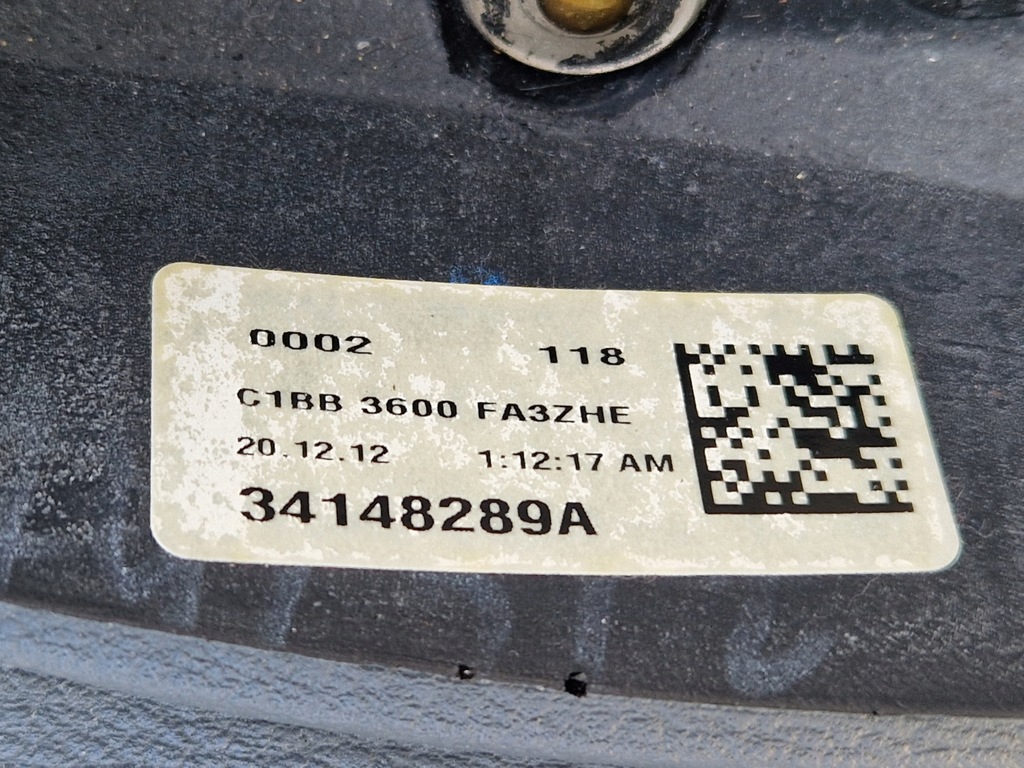 0002 118
C1BB 3600 FA3ZHE
20.12.12 1:12:17 AM
34148289A